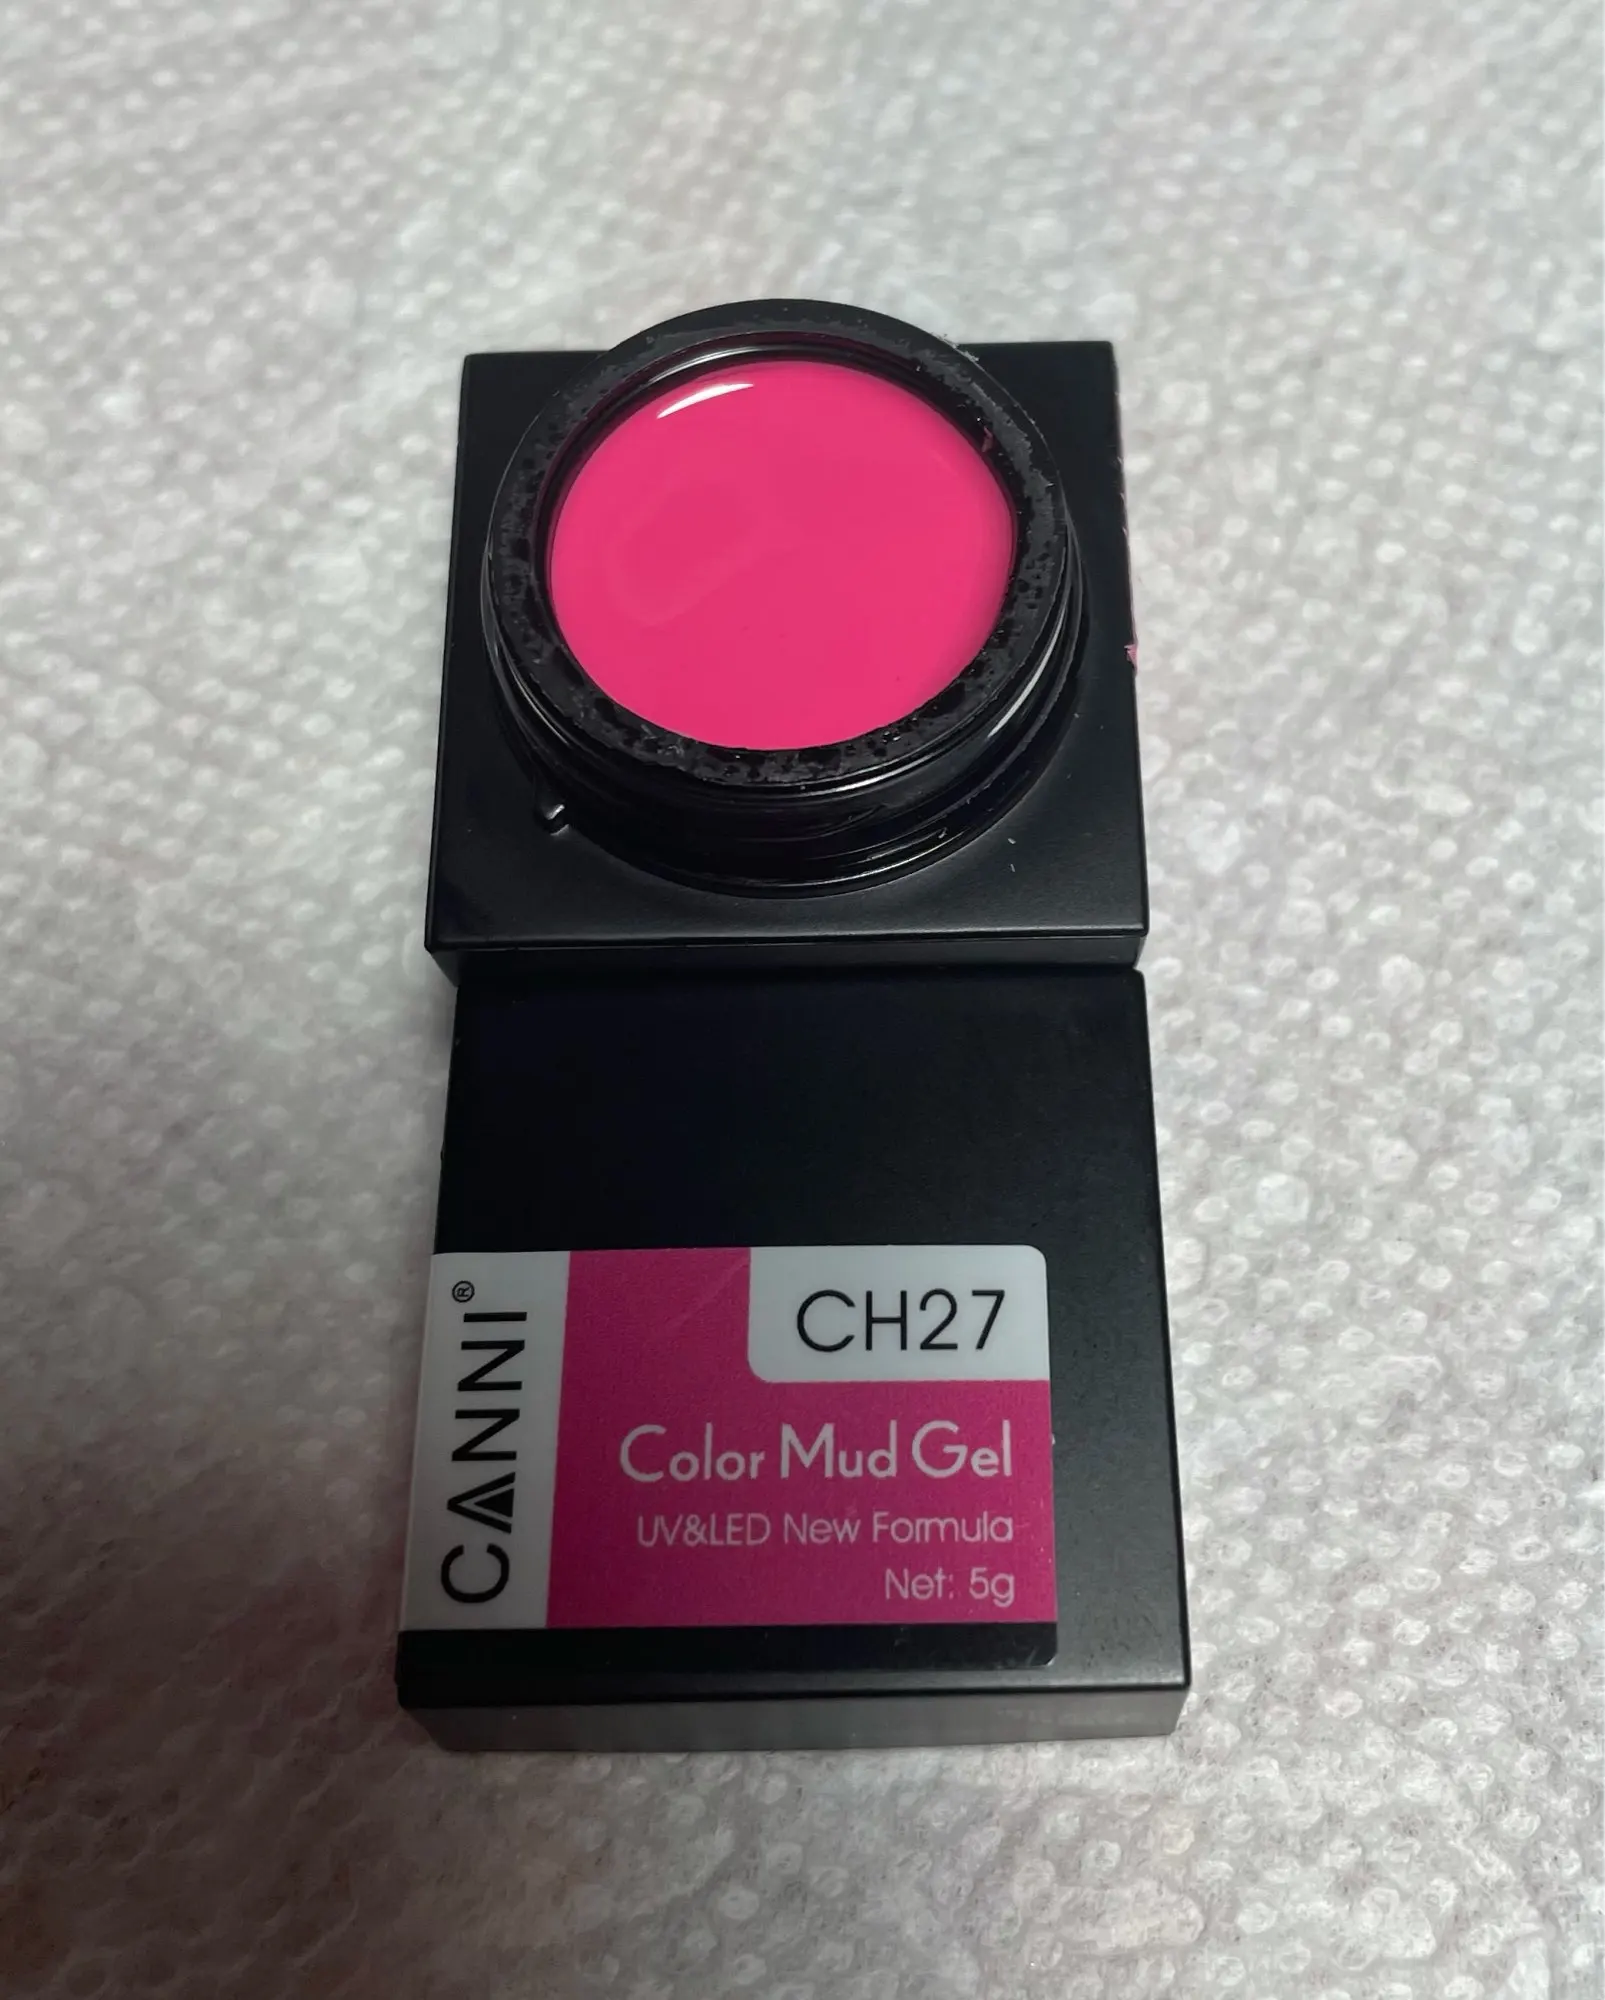 CANNI®
CH27
Color Mud Gel
UV&LED New Formula
Net: 5g